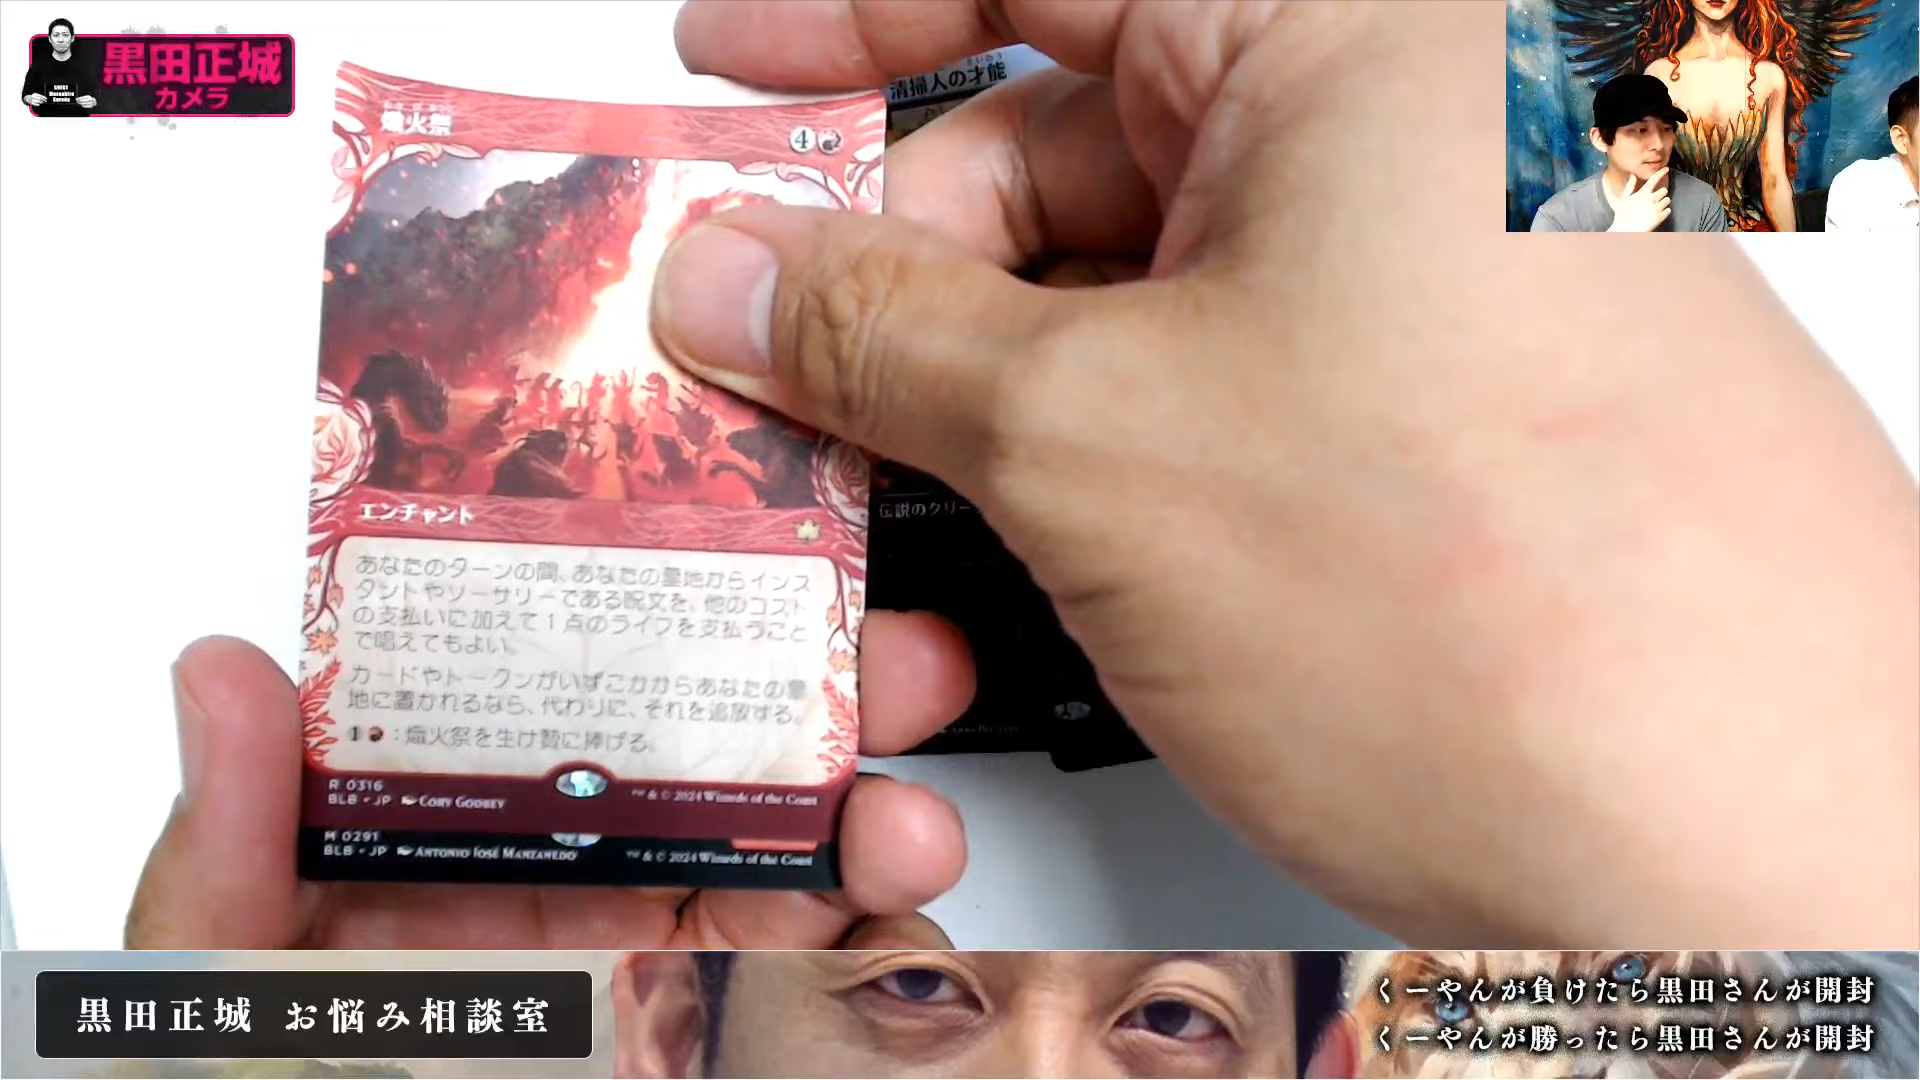 黒田正城
カメラ
清掃人の才能
熾火祭
4
エンチャント
あなたのターンの間、あなたの墓地からインス
タントやソーサリーである呪文を、他のコスト
の支払いに加えて1点のライフを支払うこと
で唱えてもよい。
カードやトークンがいずこかからあなたの墓
地に置かれるなら、代わりに、それを追放する。
1 :熾火祭を生け贄に捧げる。
R 0316
BLB・JP CORY GODBEY
™ & © 2024 Wizards of the Coast
M 0291
BLB・JP ANTONIO JOSÉ MANZANEDO
™ & © 2024 Wizards of the Coast
伝説のクリー
黒田正城 お悩み相談室
くーやんが負けたら黒田さんが開封
くーやんが勝ったら黒田さんが開封